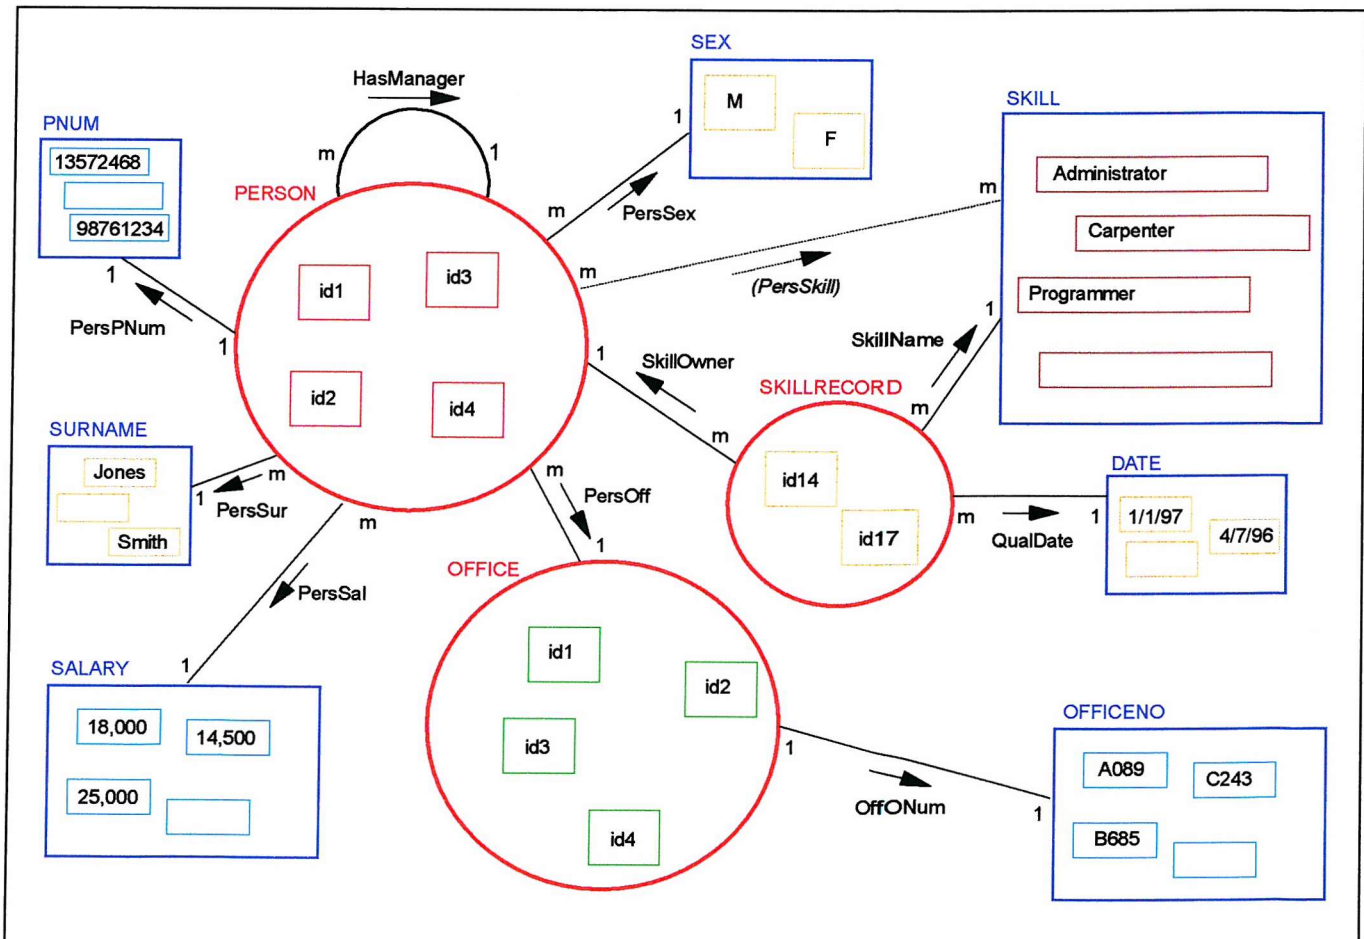 SEX
HasManager
SKILL
PNUM
M
1
F
13572468
m
1
98761234
PERSON
m
PersSex
m
Administrator
Carpenter
1
m
(PersSkill)
id1
id3
Programmer
PersPNum
1
1
SkillOwner
SkillName
1
SKILLRECORD
id2
id4
m
m
SURNAME
Jones
1
m
PersSur
Smith
m
m
PersOff
1
id14
id17
m
QualDate
1
DATE
1/1/97
4/7/96
OFFICE
PersSal
1
SALARY
18,000
14,500
25,000
id1
id2
id3
id4
1
OffONum
1
OFFICENO
A089
C243
B685